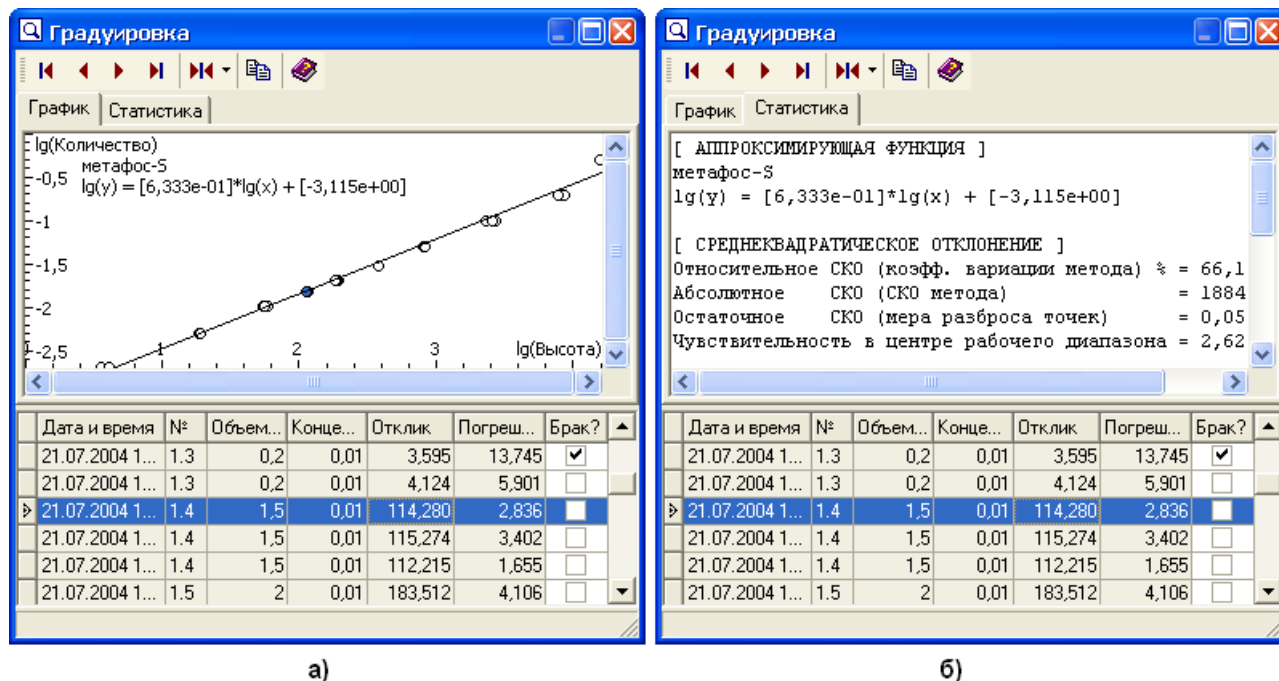 Градуировка
График Статистика
lg(Количество)
метафос-S
lg(y) = [6,333e-01]*lg(x) + [-3,115e+00]
-0,5
-1
-1,5
-2
-2,5
1 2 3 lg(Высота)
Дата и время № Объем... Конце... Отклик Погреш... Брак?
21.07.2004 1... 1.3 0,2 0,01 3,595 13,745
21.07.2004 1... 1.3 0,2 0,01 4,124 5,901
21.07.2004 1... 1.4 1,5 0,01 114,280 2,836
21.07.2004 1... 1.4 1,5 0,01 115,274 3,402
21.07.2004 1... 1.4 1,5 0,01 112,215 1,655
21.07.2004 1... 1.5 2 0,01 183,512 4,106
а)
Градуировка
График Статистика
[ АППРОКСИМИРУЮЩАЯ ФУНКЦИЯ ]
метафос-S
lg(y) = [6,333e-01]*lg(x) + [-3,115e+00]
[ СРЕДНЕКВАДРАТИЧЕСКОЕ ОТКЛОНЕНИЕ ]
Относительное СКО (коэфф. вариации метода) % = 66,1
Абсолютное СКО (СКО метода) = 1884
Остаточное СКО (мера разброса точек) = 0,05
Чувствительность в центре рабочего диапазона = 2,62
Дата и время № Объем... Конце... Отклик Погреш... Брак?
21.07.2004 1... 1.3 0,2 0,01 3,595 13,745
21.07.2004 1... 1.3 0,2 0,01 4,124 5,901
21.07.2004 1... 1.4 1,5 0,01 114,280 2,836
21.07.2004 1... 1.4 1,5 0,01 115,274 3,402
21.07.2004 1... 1.4 1,5 0,01 112,215 1,655
21.07.2004 1... 1.5 2 0,01 183,512 4,106
б)